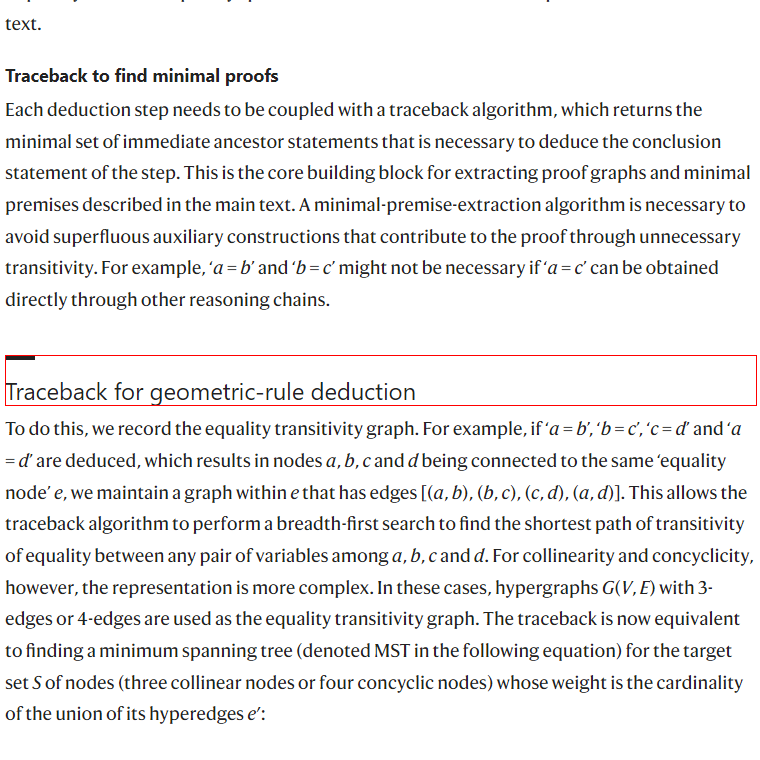 text.
Traceback to find minimal proofs
Each deduction step needs to be coupled with a traceback algorithm, which returns the
minimal set of immediate ancestor statements that is necessary to deduce the conclusion
statement of the step. This is the core building block for extracting proof graphs and minimal
premises described in the main text. A minimal-premise-extraction algorithm is necessary to
avoid superfluous auxiliary constructions that contribute to the proof through unnecessary
transitivity. For example, ‘a = b’ and ‘b = c’ might not be necessary if ‘a = c’ can be obtained
directly through other reasoning chains.
Traceback for geometric-rule deduction
To do this, we record the equality transitivity graph. For example, if ‘a = b’, ‘b = c’, ‘c = d’ and ‘a
= d’ are deduced, which results in nodes a, b, c and d being connected to the same ‘equality
node’ e, we maintain a graph within e that has edges [(a, b), (b, c), (c, d), (a, d)]. This allows the
traceback algorithm to perform a breadth-first search to find the shortest path of transitivity
of equality between any pair of variables among a, b, c and d. For collinearity and concyclicity,
however, the representation is more complex. In these cases, hypergraphs G(V, E) with 3-
edges or 4-edges are used as the equality transitivity graph. The traceback is now equivalent
to finding a minimum spanning tree (denoted MST in the following equation) for the target
set S of nodes (three collinear nodes or four concyclic nodes) whose weight is the cardinality
of the union of its hyperedges e′: